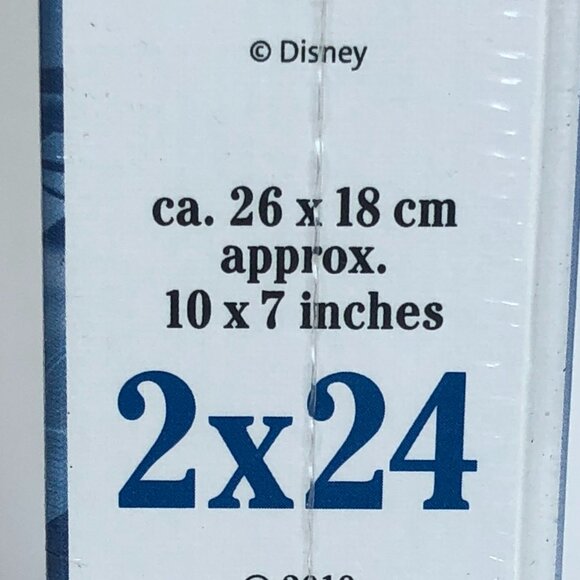 © Disney
ca. 26 x 18 cm
approx.
10 x 7 inches
2x24